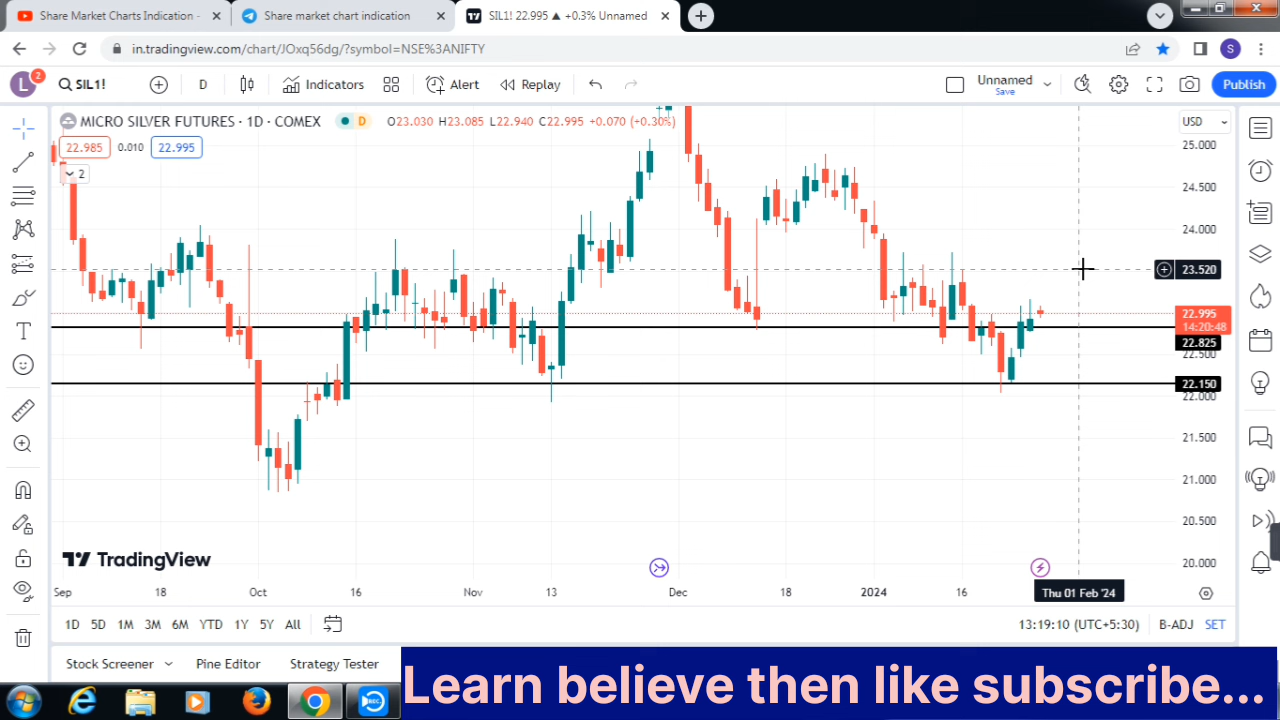 Share Market Charts Indication -
Share market chart indication
SIL1! 22.995 ▲ +0.3% Unnamed
in.tradingview.com/chart/JOxq56dg/?symbol=NSE%3ANIFTY
S
L 2
SIL1!
D
Indicators
Alert
Replay
Unnamed
Save
Publish
MICRO SILVER FUTURES · 1D · COMEX
D
O23.030 H23.085 L22.940 C22.995 +0.070 (+0.30%)
USD
22.985 0.010 22.995
2
25.000
24.500
24.000
23.520
22.995
14:20:48
22.825
22.500
22.150
22.000
21.500
21.000
20.500
20.000
TradingView
Sep 18 Oct 16 Nov 13 Dec 18 2024 16 Thu 01 Feb '24
1D 5D 1M 3M 6M YTD 1Y 5Y All
13:19:10 (UTC+5:30) B-ADJ SET
Stock Screener Pine Editor Strategy Tester
REC
Learn believe then like subscribe...